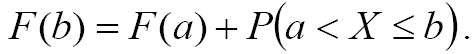 F(b) = F(a) + P(a < X ≤ b).